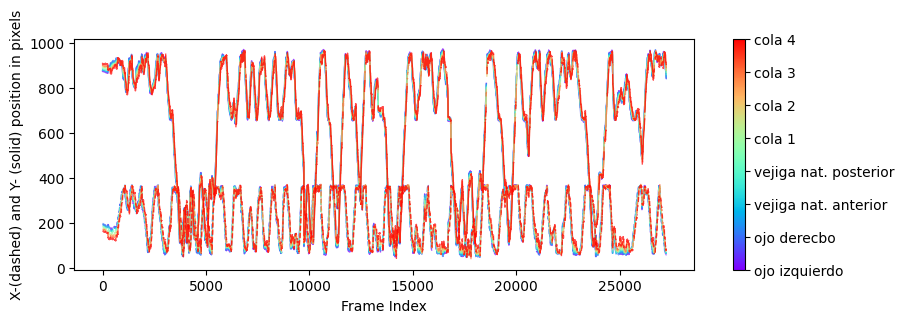 X-(dashed) and Y- (solid) position in pixels
1000
800
600
400
200
0
0 5000 10000 15000 20000 25000
Frame Index
cola 4
cola 3
cola 2
cola 1
vejiga nat. posterior
vejiga nat. anterior
ojo derecbo
ojo izquierdo